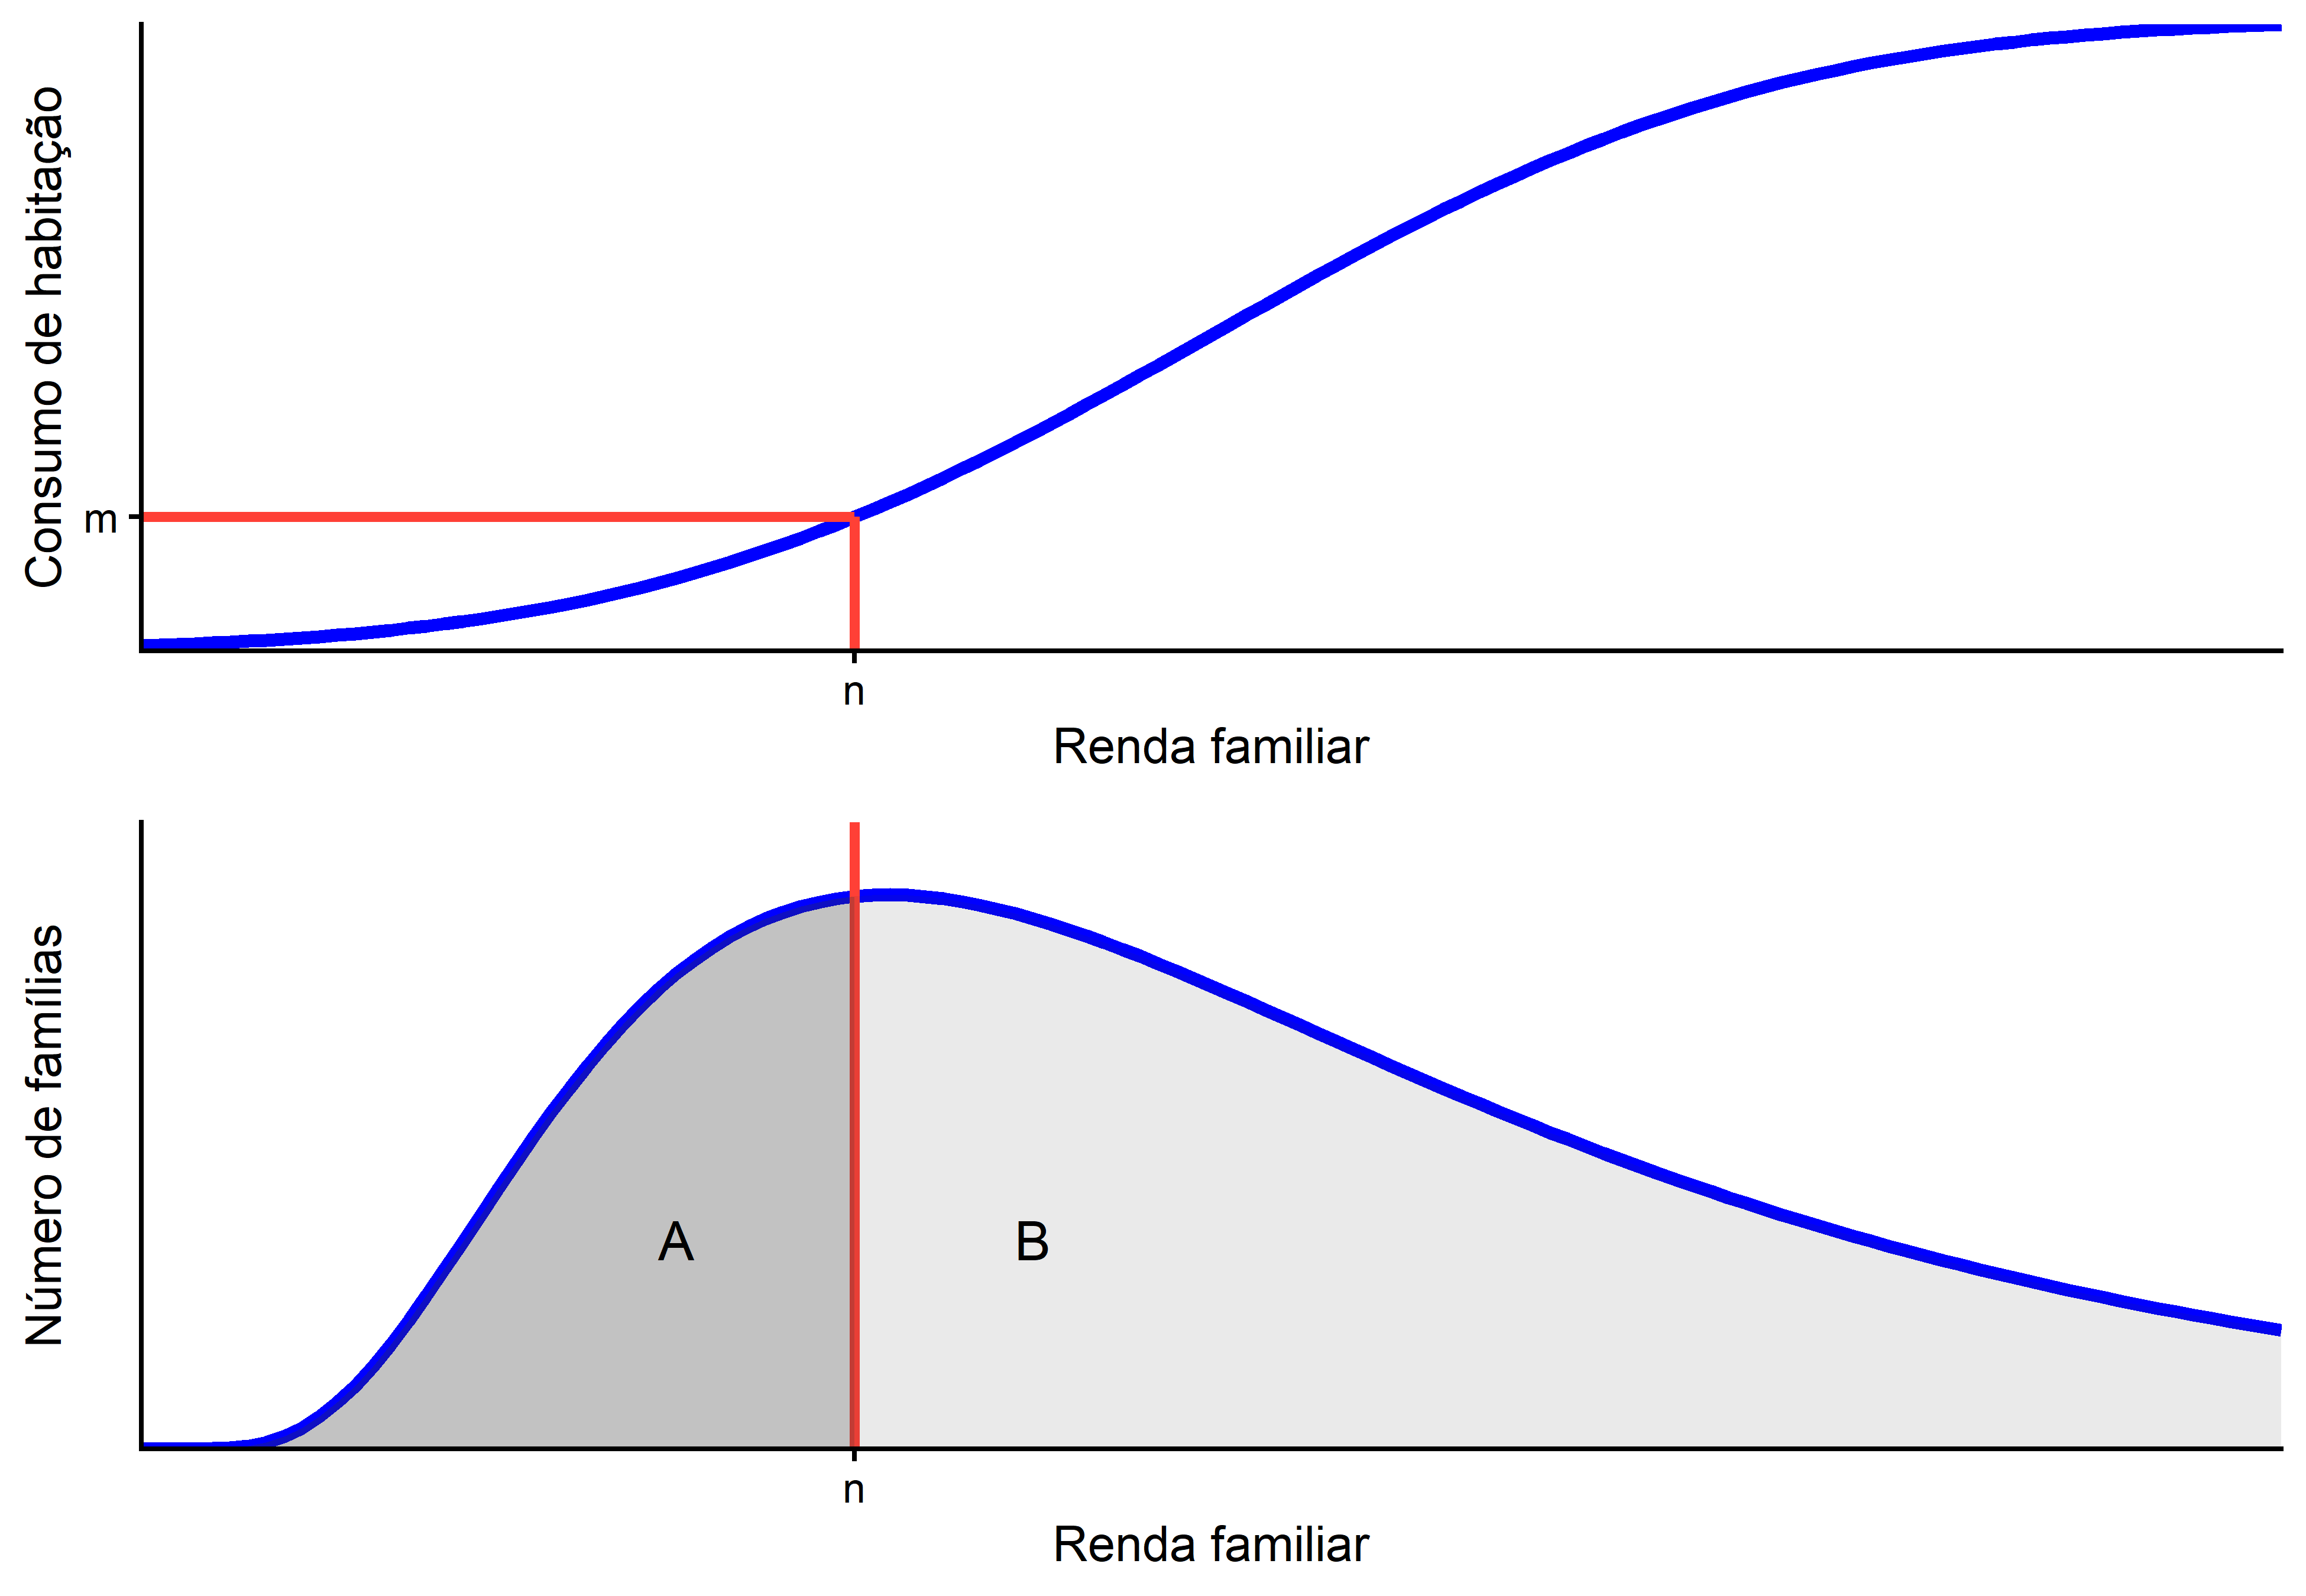 Consumo de habitação
m
n
Renda familiar
Número de famílias
A
B
n
Renda familiar